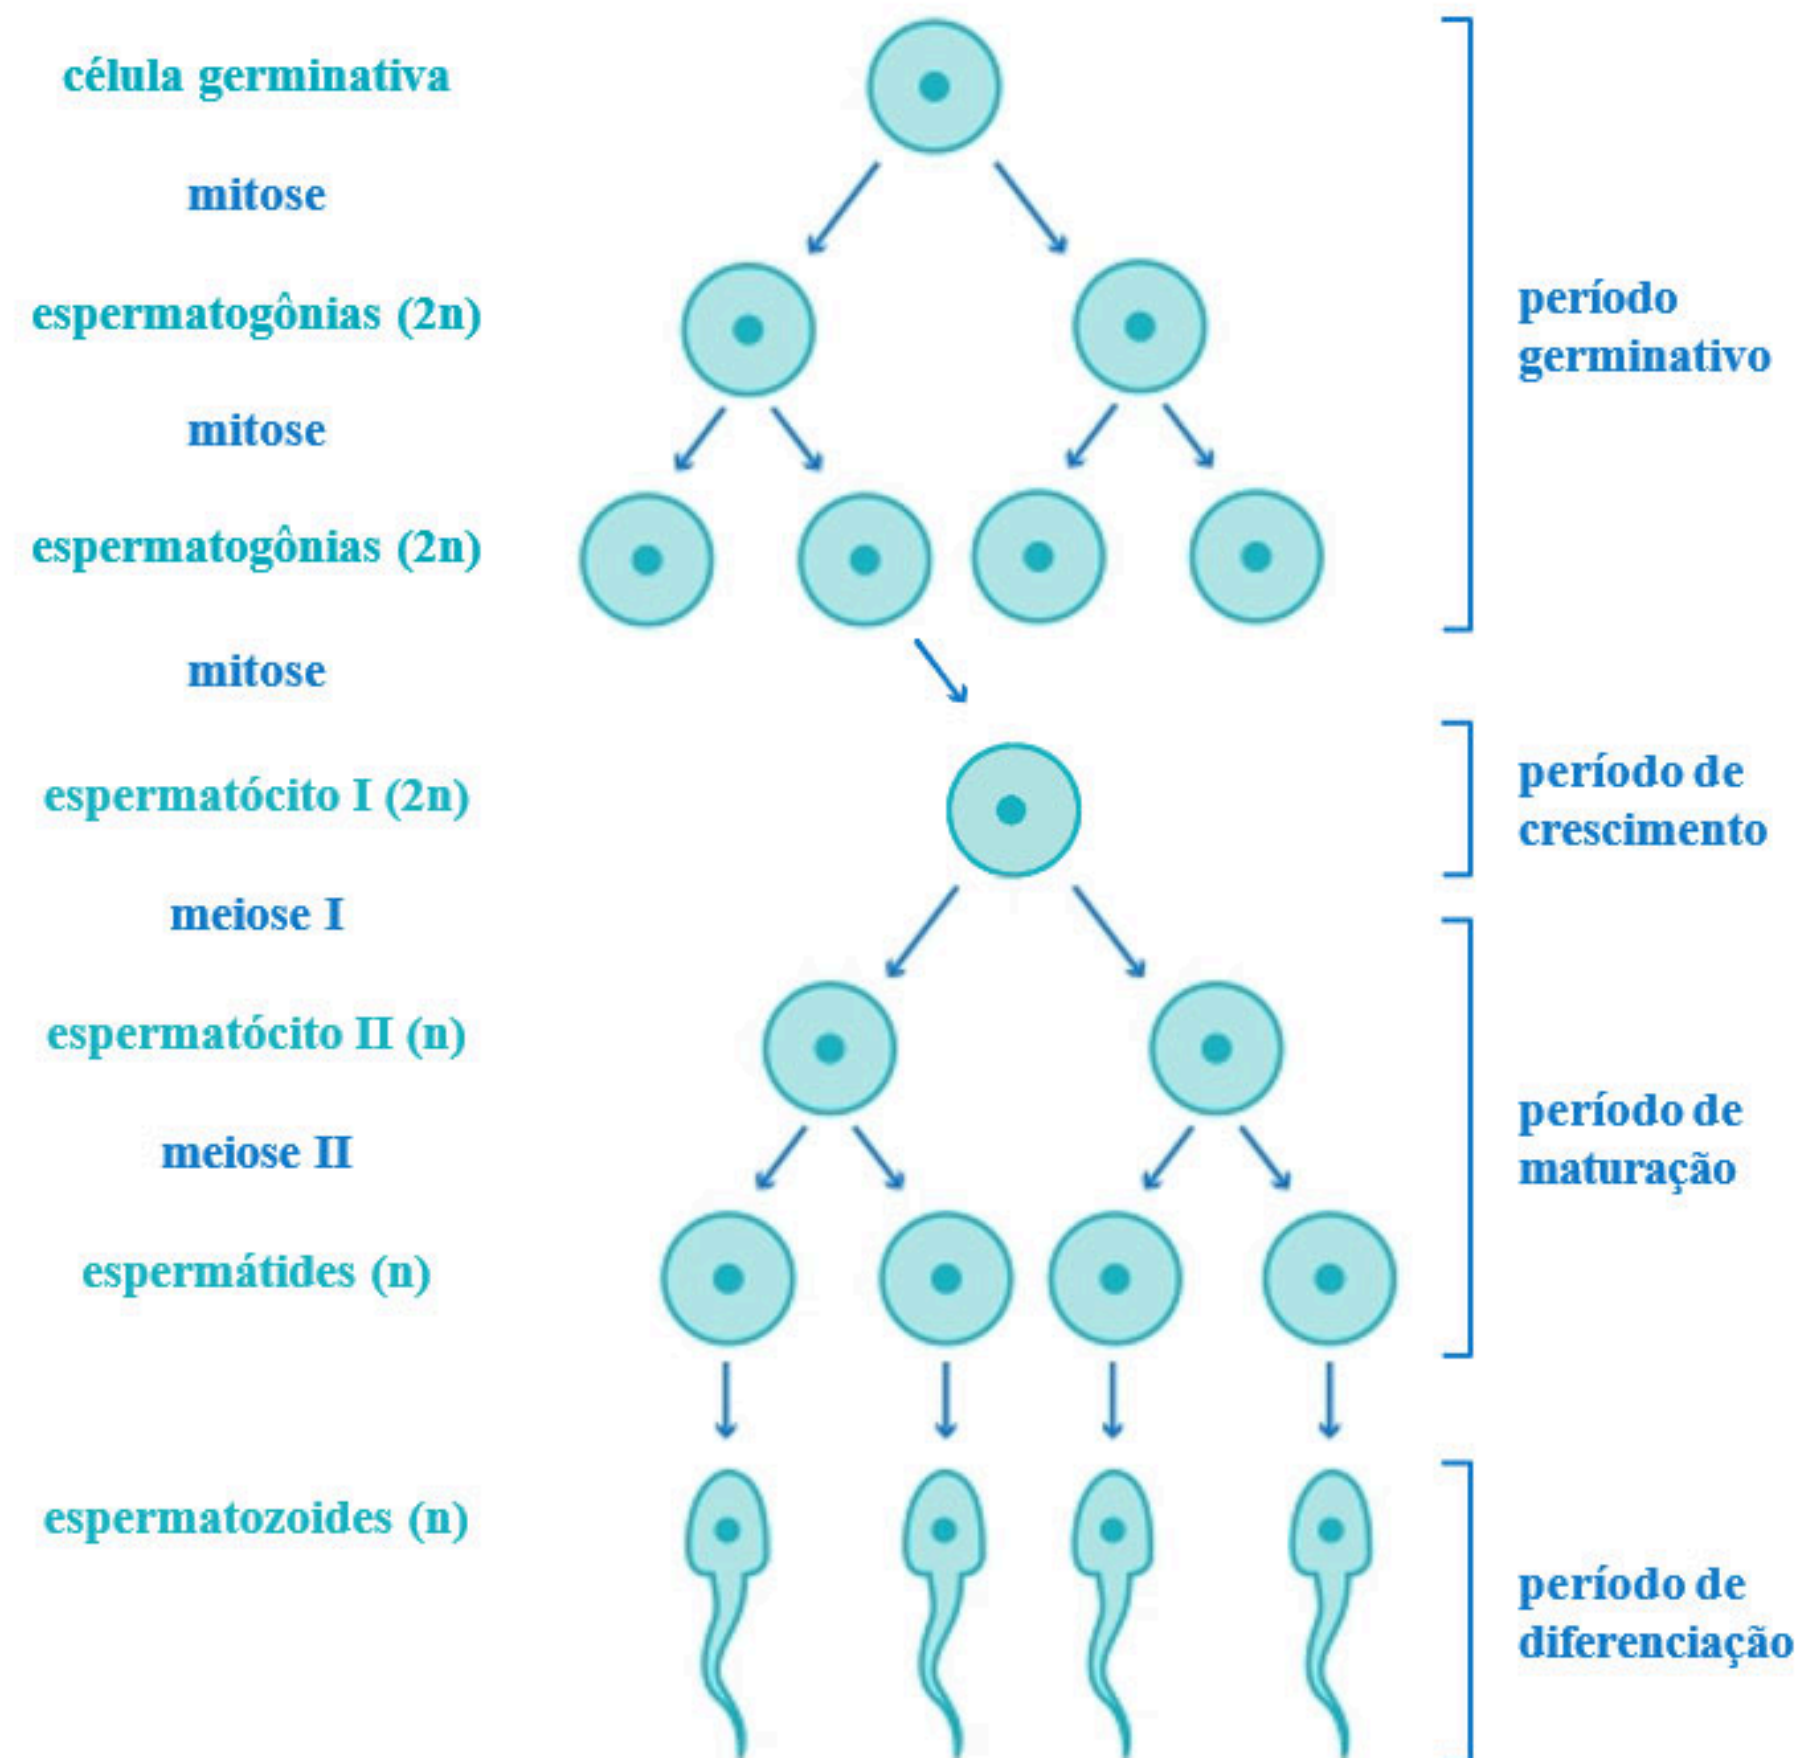 célula germinativa
mitose
espermatogônias (2n)
mitose
espermatogônias (2n)
mitose
espermatócito I (2n)
meiose I
espermatócito II (n)
meiose II
espermátides (n)
espermatozoides (n)
período
germinativo
período de
crescimento
período de
maturação
período de
diferenciação